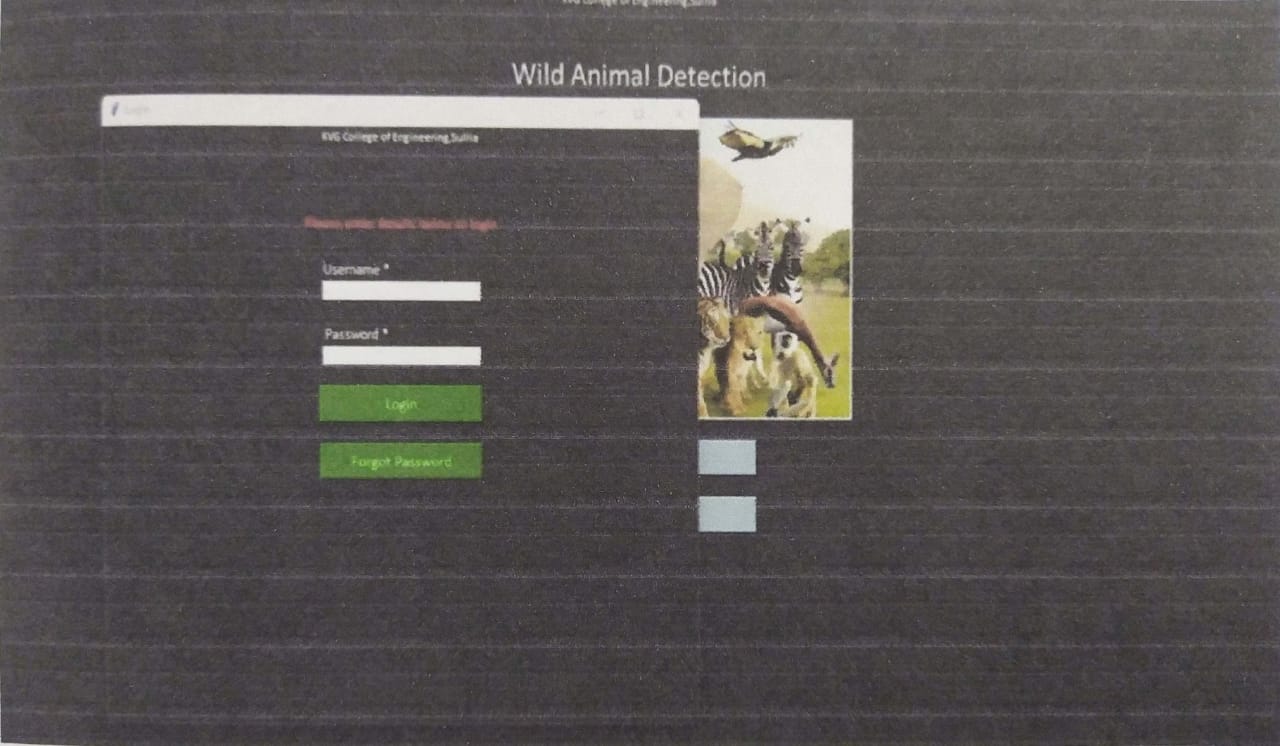 KVG College of Engineering,Sullia
Wild Animal Detection
Login
KVG College of Engineering,Sullia
Please enter details below to login
Username *
Password *
Login
Forgot Password